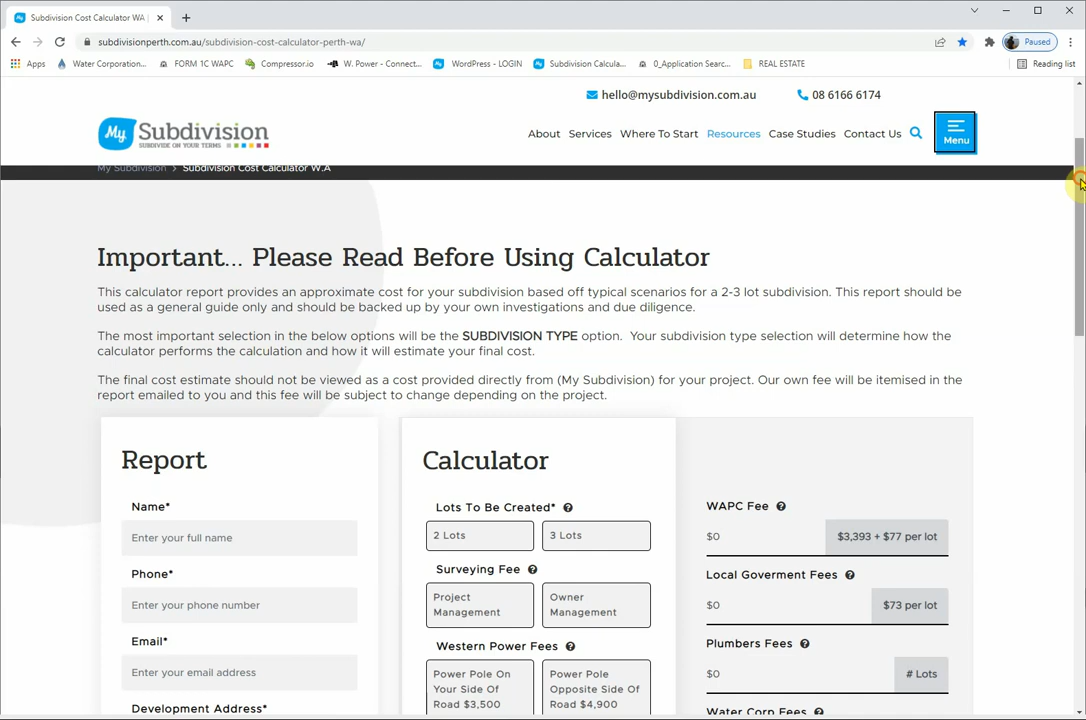 Subdivision Cost Calculator WA |
subdivisionperth.com.au/subdivision-cost-calculator-perth-wa/
Paused
Apps
Water Corporation...
FORM 1C WAPC
Compressor.io
W. Power - Connect...
WordPress - LOGIN
Subdivision Calcula...
0_Application Searc...
REAL ESTATE
Reading list
hello@mysubdivision.com.au
08 6166 6174
My Subdivision
SUBDIVIDE ON YOUR TERMS
About
Services
Where To Start
Resources
Case Studies
Contact Us
Menu
My Subdivision > Subdivision Cost Calculator W.A
Important... Please Read Before Using Calculator
This calculator report provides an approximate cost for your subdivision based off typical scenarios for a 2-3 lot subdivision. This report should be
used as a general guide only and should be backed up by your own investigations and due diligence.
The most important selection in the below options will be the SUBDIVISION TYPE option. Your subdivision type selection will determine how the
calculator performs the calculation and how it will estimate your final cost.
The final cost estimate should not be viewed as a cost provided directly from (My Subdivision) for your project. Our own fee will be itemised in the
report emailed to you and this fee will be subject to change depending on the project.
Report
Name*
Enter your full name
Phone*
Enter your phone number
Email*
Enter your email address
Development Address*
Calculator
Lots To Be Created*
2 Lots
3 Lots
Surveying Fee
Project
Management
Owner
Management
Western Power Fees
Power Pole On
Your Side Of
Road $3,500
Power Pole
Opposite Side Of
Road $4,900
WAPC Fee
$0
$3,393 + $77 per lot
Local Goverment Fees
$0
$73 per lot
Plumbers Fees
$0
# Lots
Water Corp Fees